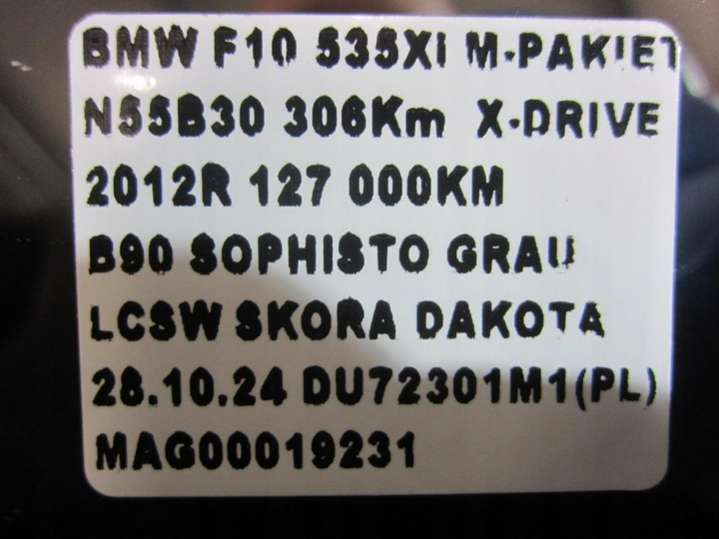 BMW F10 535Xi M-PAKIET
N55B30 306Km X-DRIVE
2012R 127 000KM
B90 SOPHISTO GRAU
LCSW SKORA DAKOTA
28.10.24 DU72301M1(PL)
MAG00019231